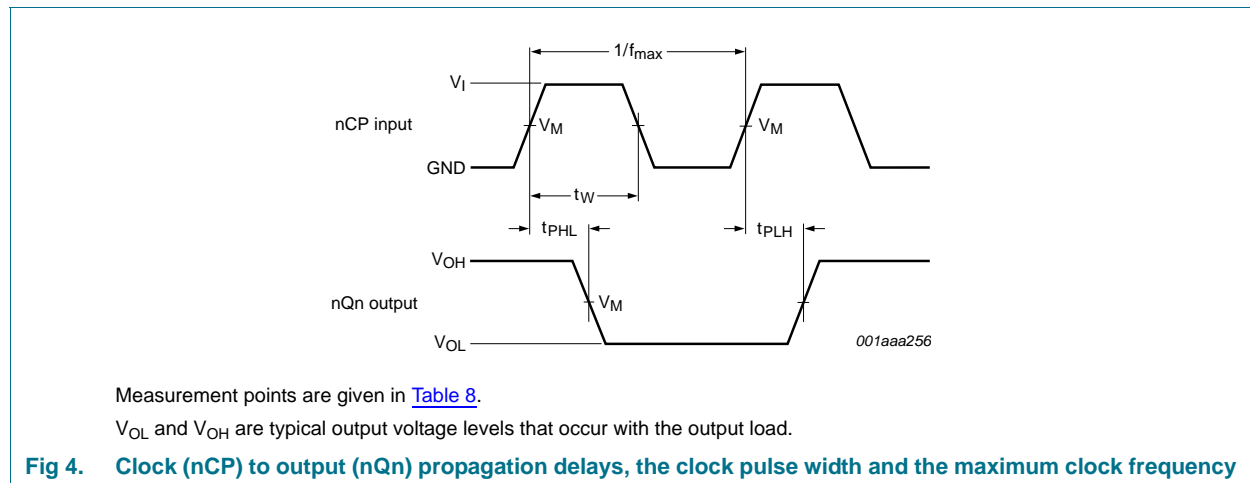 1/fmax
VI
nCP input
VM
VM
GND
tW
tPHL
tPLH
VOH
nQn output
VM
VOL
001aaa256
Measurement points are given in Table 8.
VOL and VOH are typical output voltage levels that occur with the output load.
Fig 4. Clock (nCP) to output (nQn) propagation delays, the clock pulse width and the maximum clock frequency